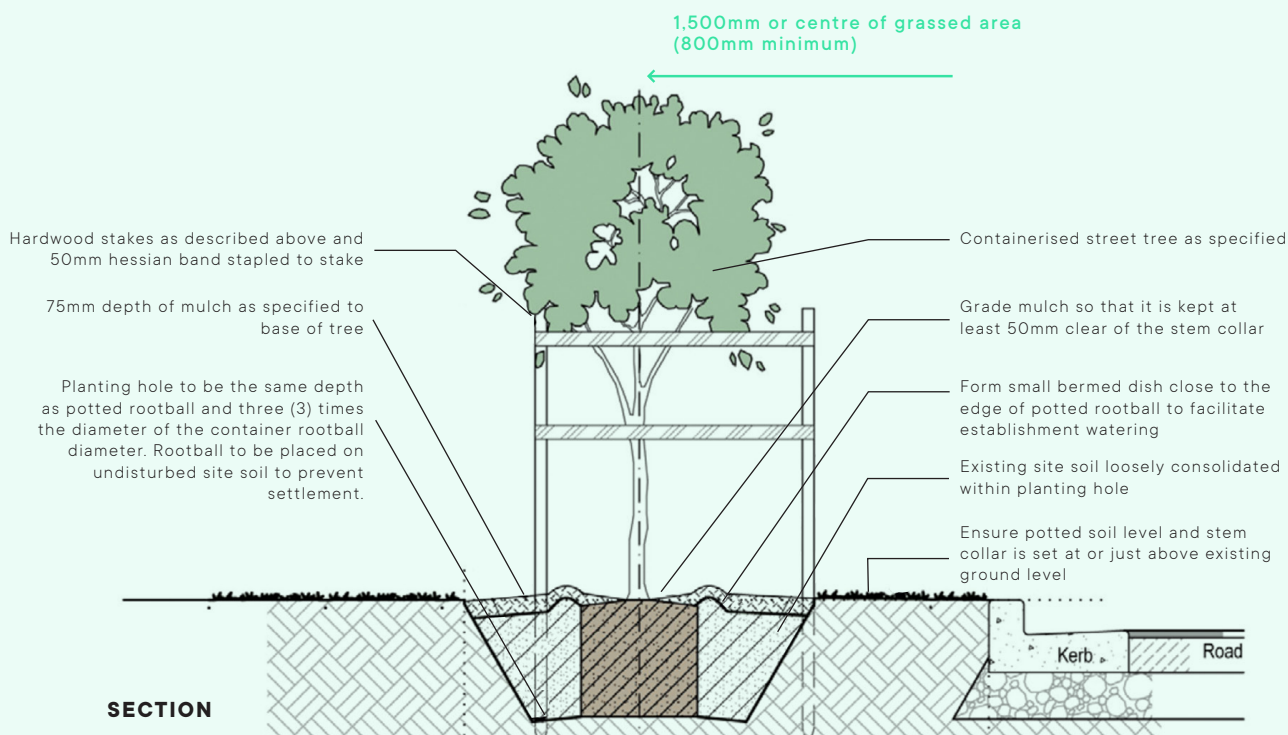 1,500mm or centre of grassed area
(800mm minimum)
Hardwood stakes as described above and
50mm hessian band stapled to stake
75mm depth of mulch as specified to
base of tree
Planting hole to be the same depth
as potted rootball and three (3) times
the diameter of the container rootball
diameter. Rootball to be placed on
undisturbed site soil to prevent
settlement.
Containerised street tree as specified
Grade mulch so that it is kept at
least 50mm clear of the stem collar
Form small bermed dish close to the
edge of potted rootball to facilitate
establishment watering
Existing site soil loosely consolidated
within planting hole
Ensure potted soil level and stem
collar is set at or just above existing
ground level
Kerb
Road
SECTION